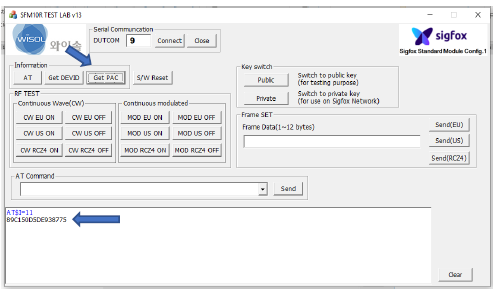 SFM10R TEST LAB v13
WISOL 와이솔
Serial Communcation
DUTCOM 9 Connect Close
sigfox
Sigfox Standard Module Config.1
Information
AT Get DEVID Get PAC S/W Reset
Key switch
Public Switch to public key
(for testing purpose)
Private Switch to private key
(for use on Sigfox Network)
RF TEST
Continuous Wave(CW) Continuous modulated
CW EU ON CW EU OFF MOD EU ON MOD EU OFF
CW US ON CW US OFF MOD US ON MOD US OFF
CW RCZ4 ON CW RCZ4 OFF MOD RCZ4 ON MOD RCZ4 OFF
Frame SET
Frame Data(1~12 bytes)
Send(EU)
Send(US)
Send(RCZ4)
AT Command
Send
AT$I=11
B9C150D5DE938775
Clear